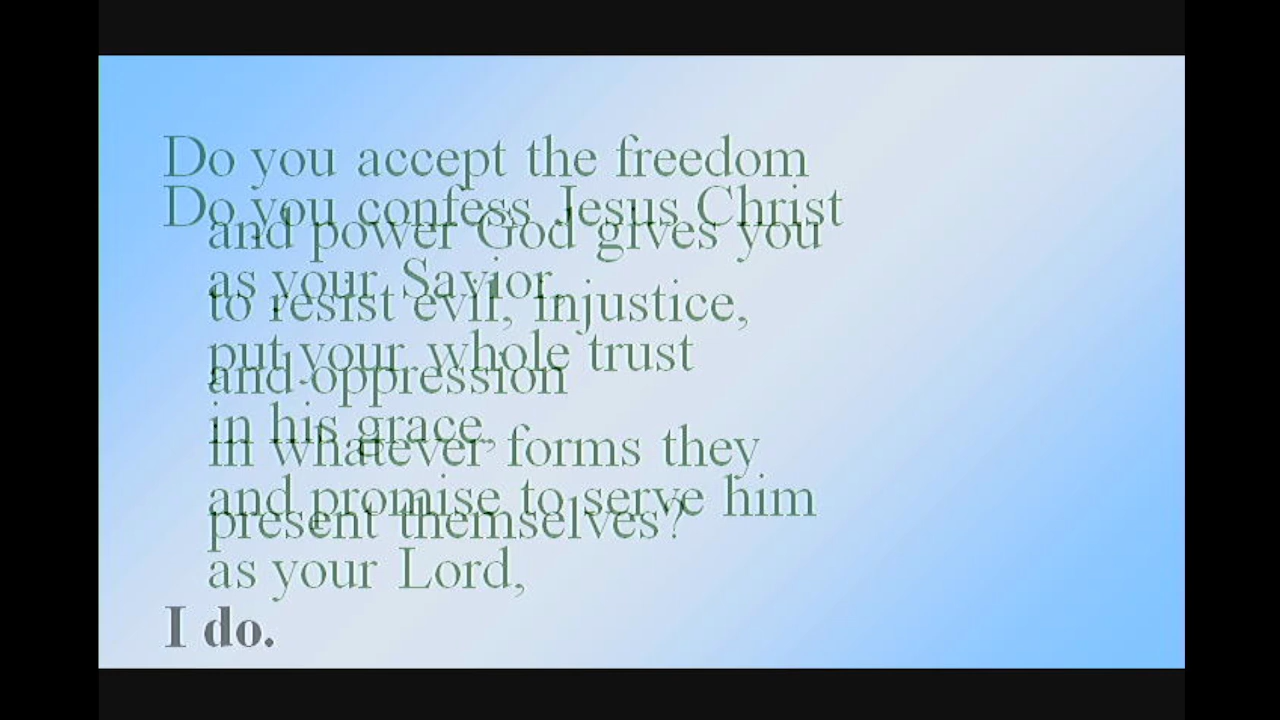 Do you accept the freedom
and power God gives you
to resist evil, injustice,
and oppression
in whatever forms they
present themselves?
I do.
Do you confess Jesus Christ
as your Savior,
put your whole trust
in his grace,
and promise to serve him
as your Lord,